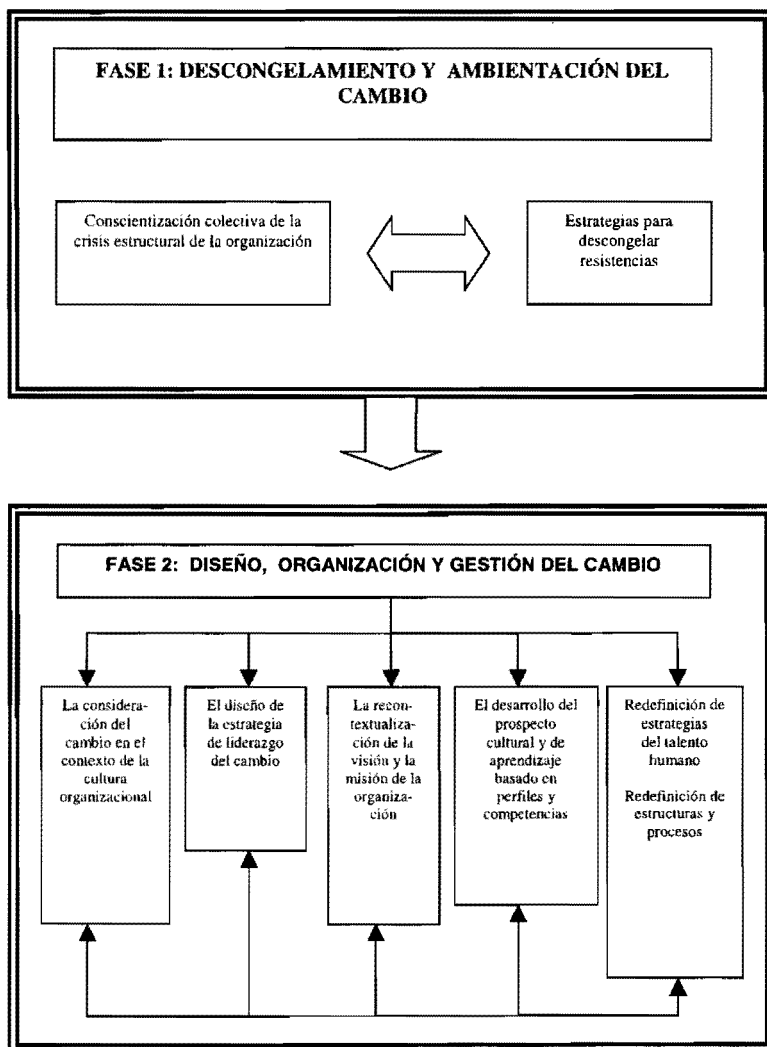 FASE 1: DESCONGELAMIENTO Y AMBIENTACIÓN DEL
CAMBIO
Conscientización colectiva de la
crisis estructural de la organización
Estrategias para
descongelar
resistencias
FASE 2: DISEÑO, ORGANIZACIÓN Y GESTIÓN DEL CAMBIO
La considera-
ción del
cambio en el
contexto de la
cultura
organizacional
El diseño de
la estrategia
de liderazgo
del cambio
La recon-
textualización
de la
visión y la
misión de la
organiza-
ción
El desarrollo del
prospecto
cultural y de
aprendizaje
basado en
perfiles y
competencias
Redefinición de
estrategias
del talento
humano
Redefinición de
estructuras y
procesos